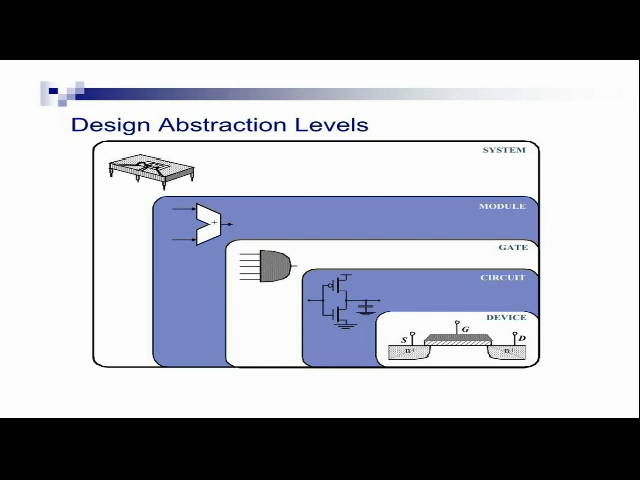 Design Abstraction Levels
SYSTEM
MODULE
+
GATE
CIRCUIT
DEVICE
G
S
D
n+
n+